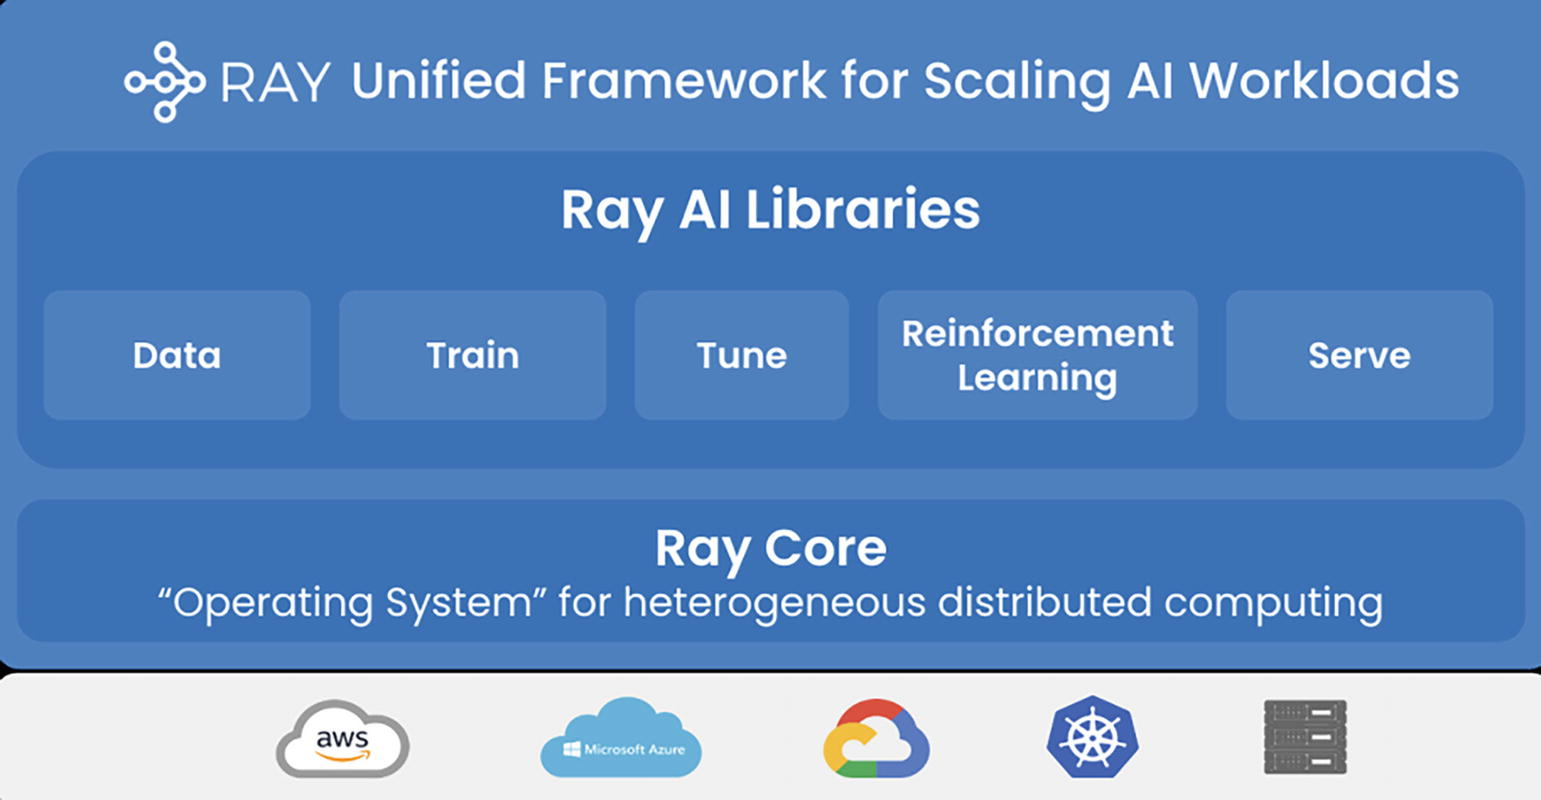 RAY Unified Framework for Scaling AI Workloads
Ray AI Libraries
Data
Train
Tune
Reinforcement
Learning
Serve
Ray Core
“Operating System” for heterogeneous distributed computing
aws
Microsoft Azure